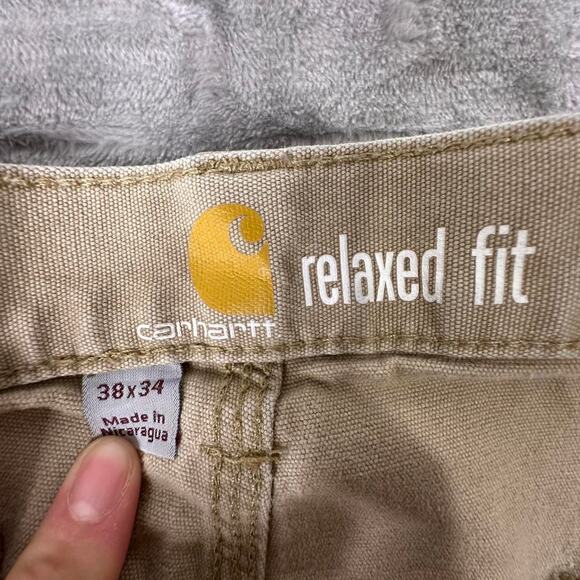 carhartt relaxed fit
38x34
Made in
Nicaragua